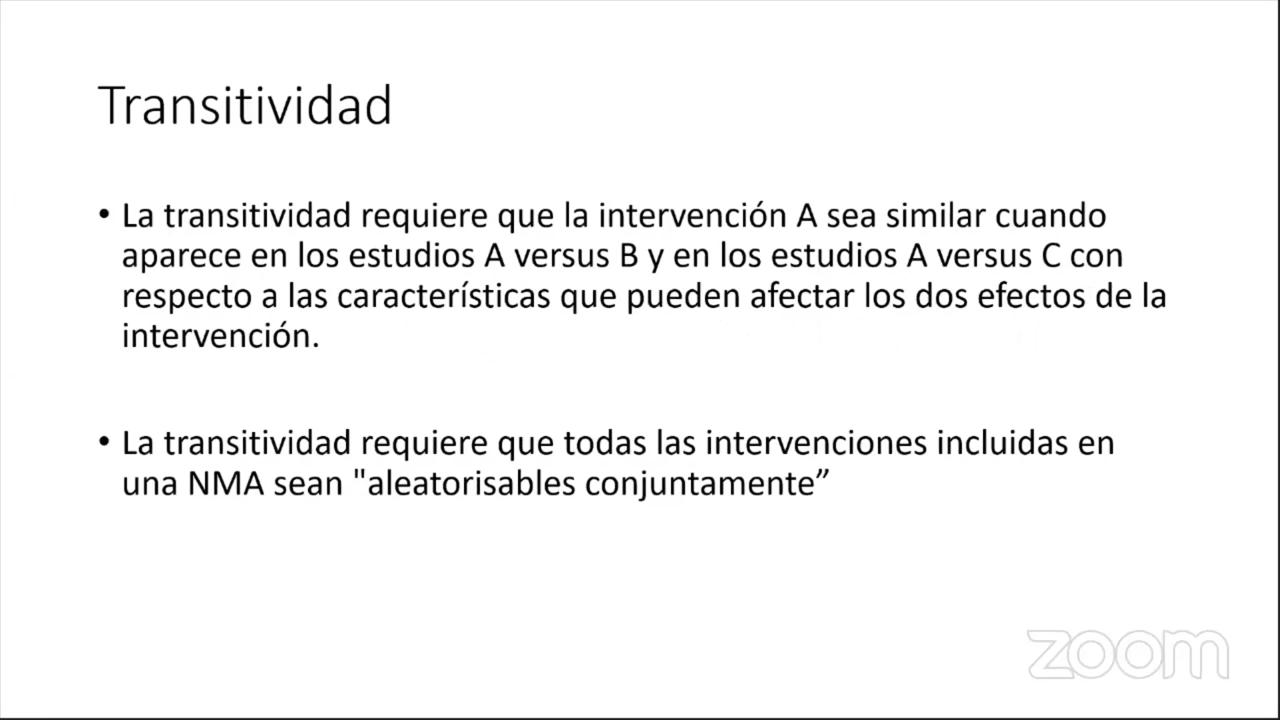 Transitividad
• La transitividad requiere que la intervención A sea similar cuando
aparece en los estudios A versus B y en los estudios A versus C con
respecto a las características que pueden afectar los dos efectos de la
intervención.
• La transitividad requiere que todas las intervenciones incluidas en
una NMA sean "aleatorisables conjuntamente”
zoom